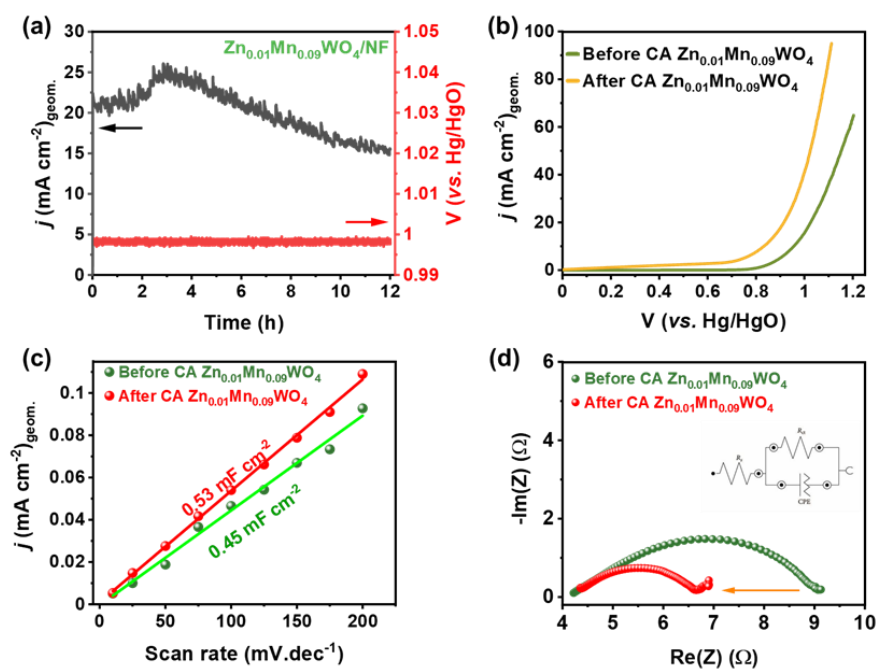 (a)
Zn0.01Mn0.09WO4/NF
j (mA cm-2)geom.
30
25
20
15
10
5
0
0 2 4 6 8 10 12
Time (h)
1.05
1.04
1.03
1.02
1.01
1
0.99
V (vs. Hg/HgO)
(b)
Before CA Zn0.01Mn0.09WO4
After CA Zn0.01Mn0.09WO4
j (mA cm-2)geom.
100
80
60
40
20
0
0 0.2 0.4 0.6 0.8 1 1.2
V (vs. Hg/HgO)
(c)
Before CA Zn0.01Mn0.09WO4
After CA Zn0.01Mn0.09WO4
0.53 mF cm-2
0.45 mF cm-2
j (mA cm-2)geom.
0.1
0.08
0.06
0.04
0.02
0
0 50 100 150 200
Scan rate (mV.dec-1)
(d)
Before CA Zn0.01Mn0.09WO4
After CA Zn0.01Mn0.09WO4
CPE
-Im(Z) (Ω)
6
4
2
0
4 5 6 7 8 9 10
Re(Z) (Ω)